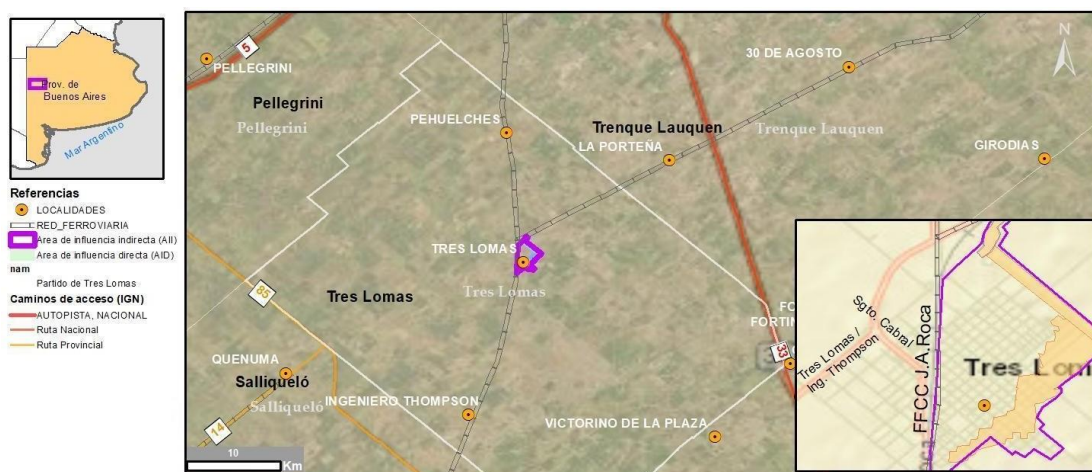 Prov. de
Buenos Aires
Mar Argentino
Referencias
LOCALIDADES
RED_FERROVIARIA
Area de influencia indirecta (AII)
Area de influencia directa (AID)
nam
Partido de Tres Lomas
Caminos de acceso (IGN)
AUTOPISTA, NACIONAL
Ruta Nacional
Ruta Provincial
5
PELLEGRINI
Pellegrini
Pellegrini
PEHUELCHES
30 DE AGOSTO
N
Trenque Lauquen
Trenque Lauquen
LA PORTEÑA
GIRODIAS
TRES LOMAS
Tres Lomas
Tres Lomas
85
FORTIN
33
3
QUENUMA
Salliqueló
Salliqueló
14
INGENIERO THOMPSON
VICTORINO DE LA PLAZA
10
Km
Sgto. Cabral
Tres Lomas /
Ing. Thompson
FFCC J.A.Roca
oca
Tres Lom